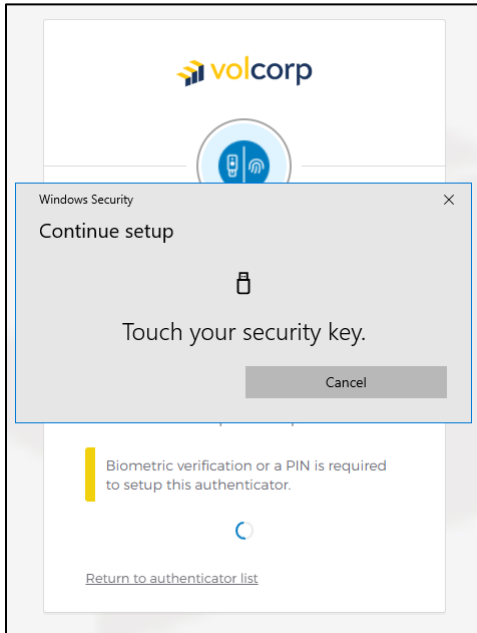 volcorp
Windows Security
Continue setup
Touch your security key.
Cancel
Biometric verification or a PIN is required
to setup this authenticator.
Return to authenticator list